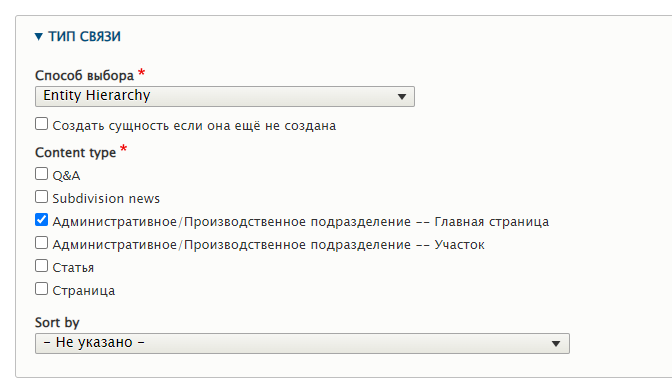 ТИП СВЯЗИ
Способ выбора *
Entity Hierarchy
Создать сущность если она ещё не создана
Content type *
Q&A
Subdivision news
Административное/Производственное подразделение -- Главная страница
Административное/Производственное подразделение -- Участок
Статья
Страница
Sort by
- Не указано -